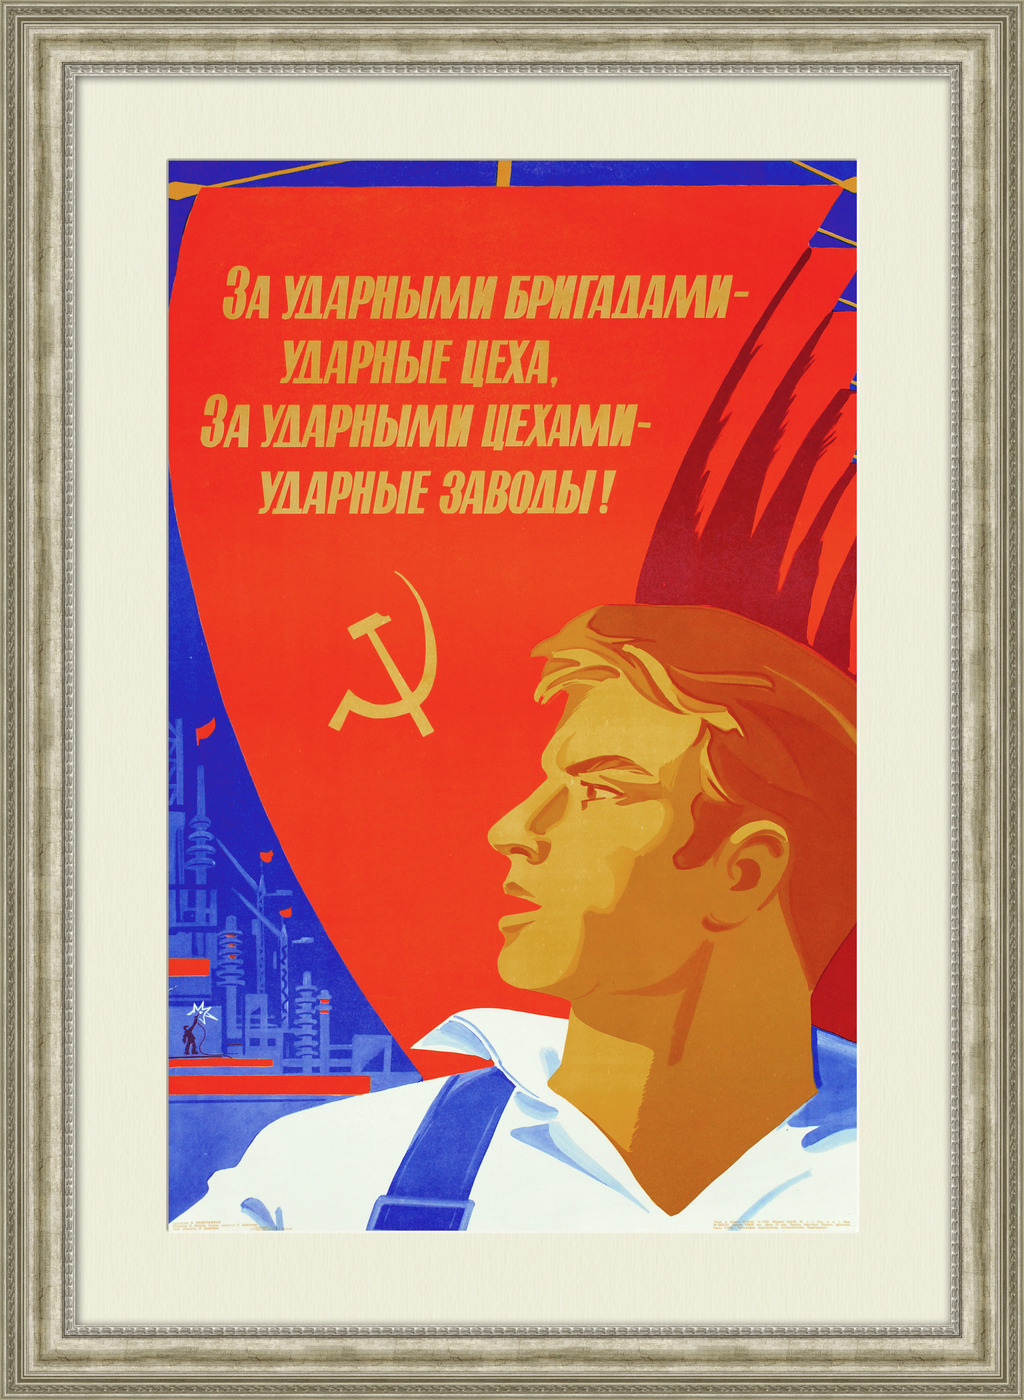 За ударными бригадами-
ударные цеха,
За ударными цехами-
ударные заводы!